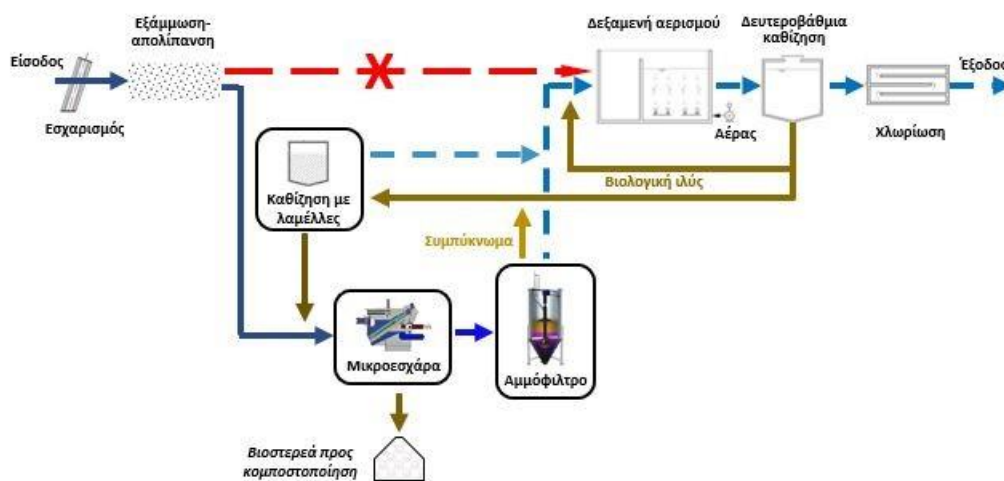 Είσοδος
Εσχαρισμός
Εξάμμωση-
απολίπανση
Χ
Δεξαμενή αερισμού
Αέρας
Δευτεροβάθμια
καθίζηση
Έξοδος
Χλωρίωση
Βιολογική ιλύς
Καθίζηση με
λαμέλλες
Συμπύκνωμα
Μικροεσχάρα
Αμμόφιλτρο
Βιοστερεά προς
κομποστοποίηση